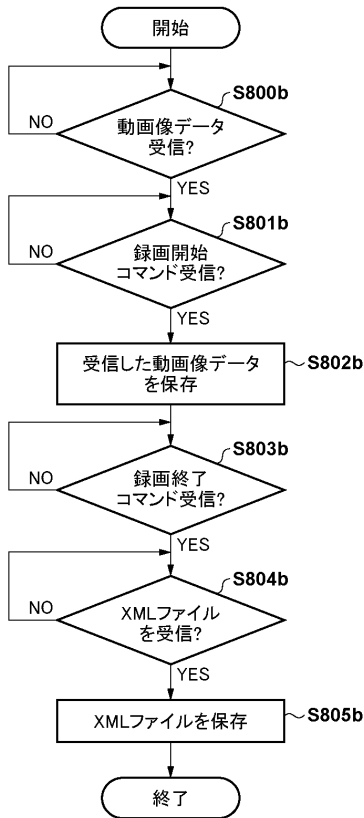 開始
S800b
動画像データ
受信?
NO
YES
S801b
録画開始
コマンド受信?
NO
YES
受信した動画像データ
を保存
S802b
S803b
録画終了
コマンド受信?
NO
YES
S804b
XMLファイル
を受信?
NO
YES
XMLファイルを保存
S805b
終了